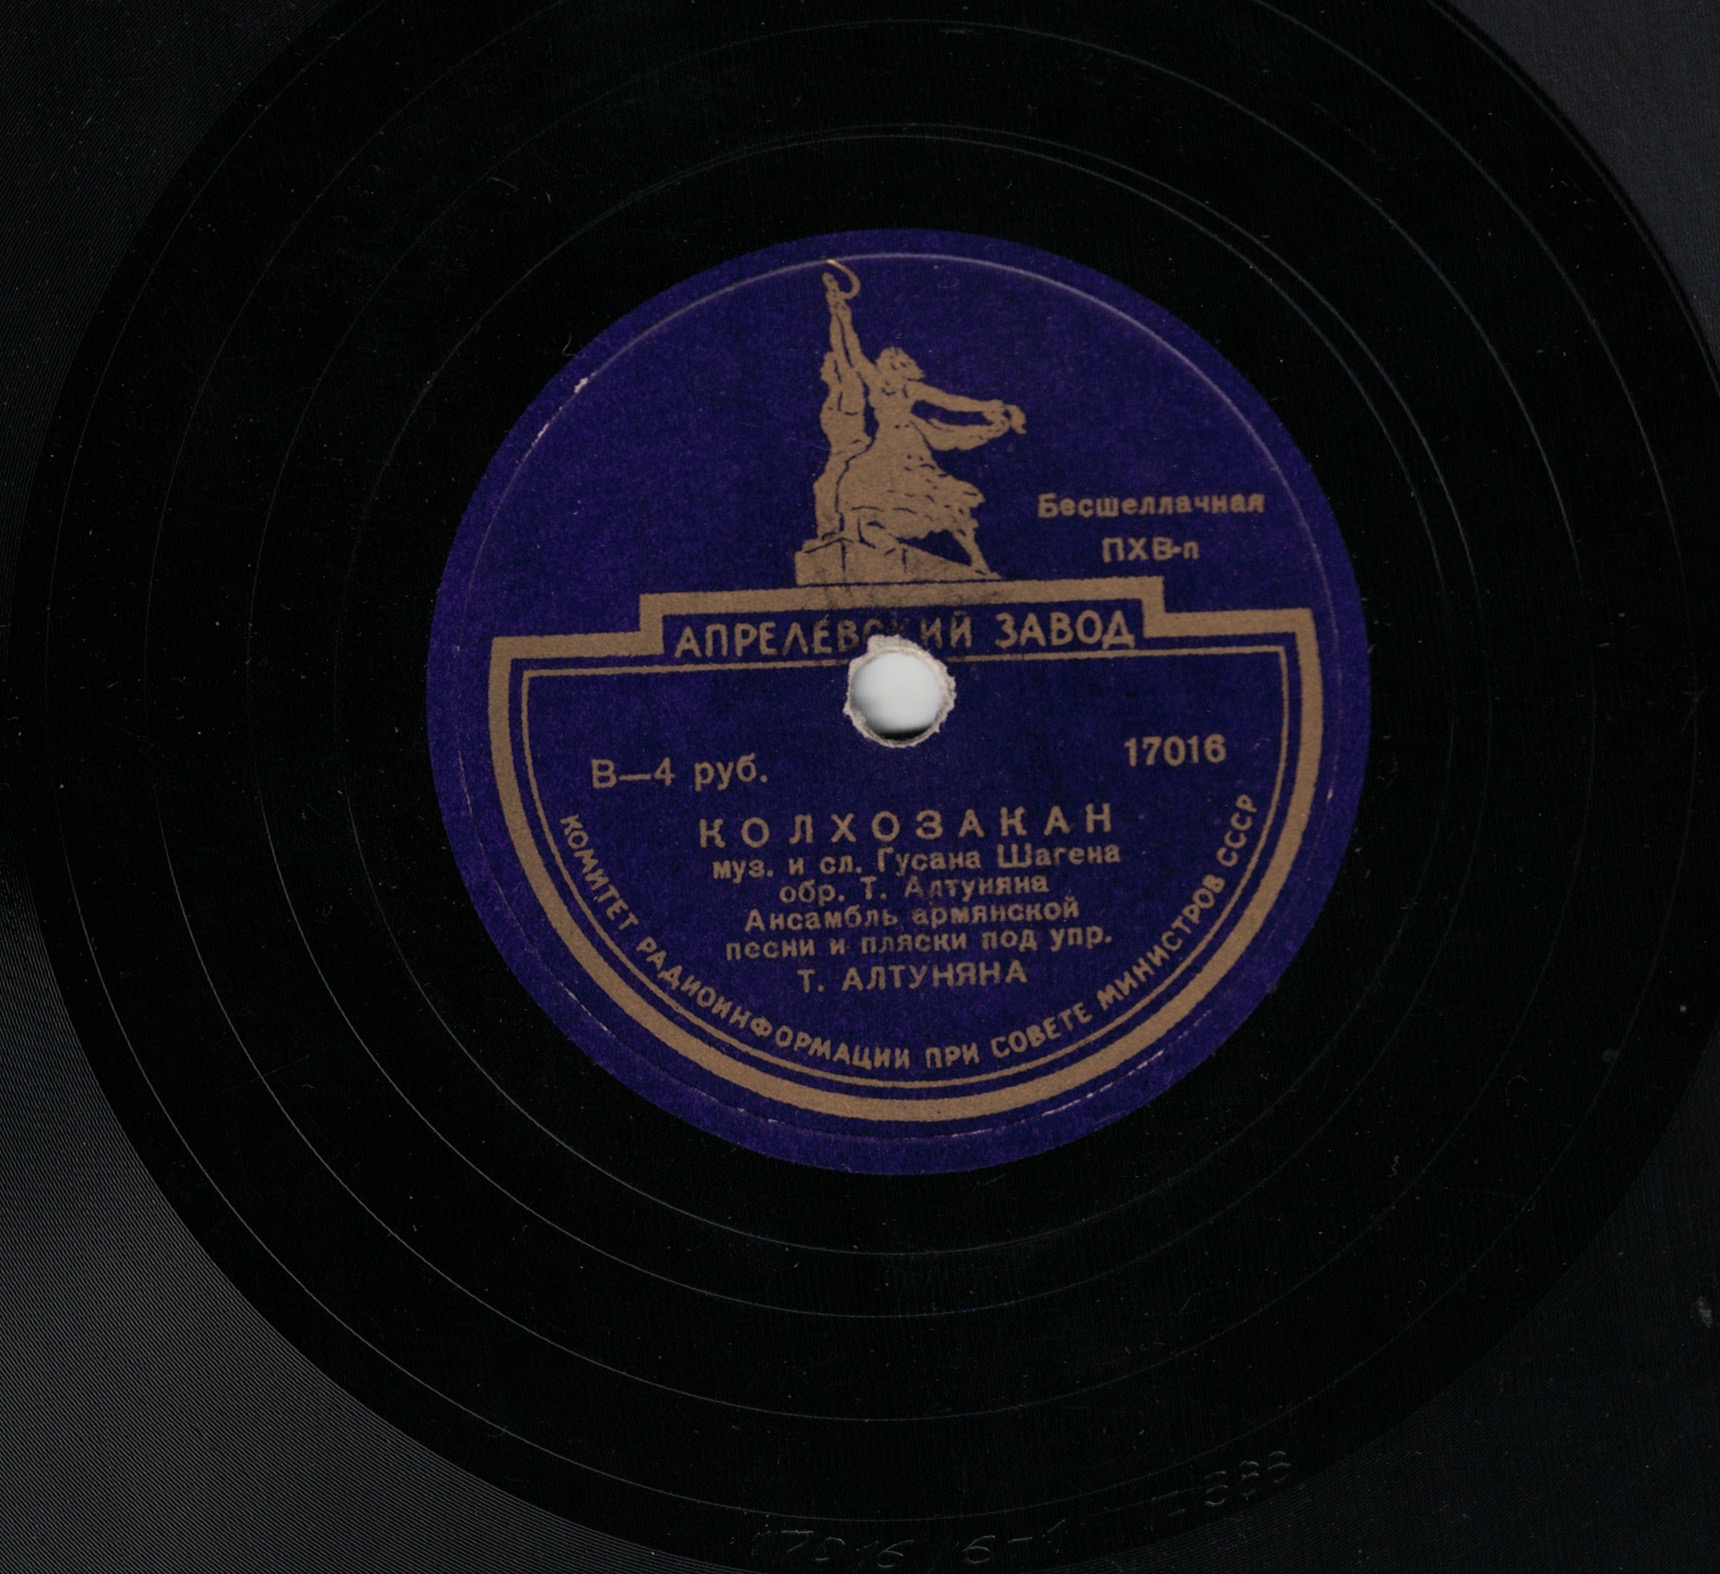 Бесшеллачная
ПХВ-п
АПРЕЛЕВСКИЙ ЗАВОД
В—4 руб.
17016
КОЛХОЗАКАН
муз. и сл. Гусана Шагена
обр. Т. Алтуняна
Ансамбль армянской
песни и пляски под упр.
Т. АЛТУНЯНА
КОМИТЕТ РАДИОИНФОРМАЦИИ ПРИ СОВЕТЕ МИНИСТРОВ СССР
17016